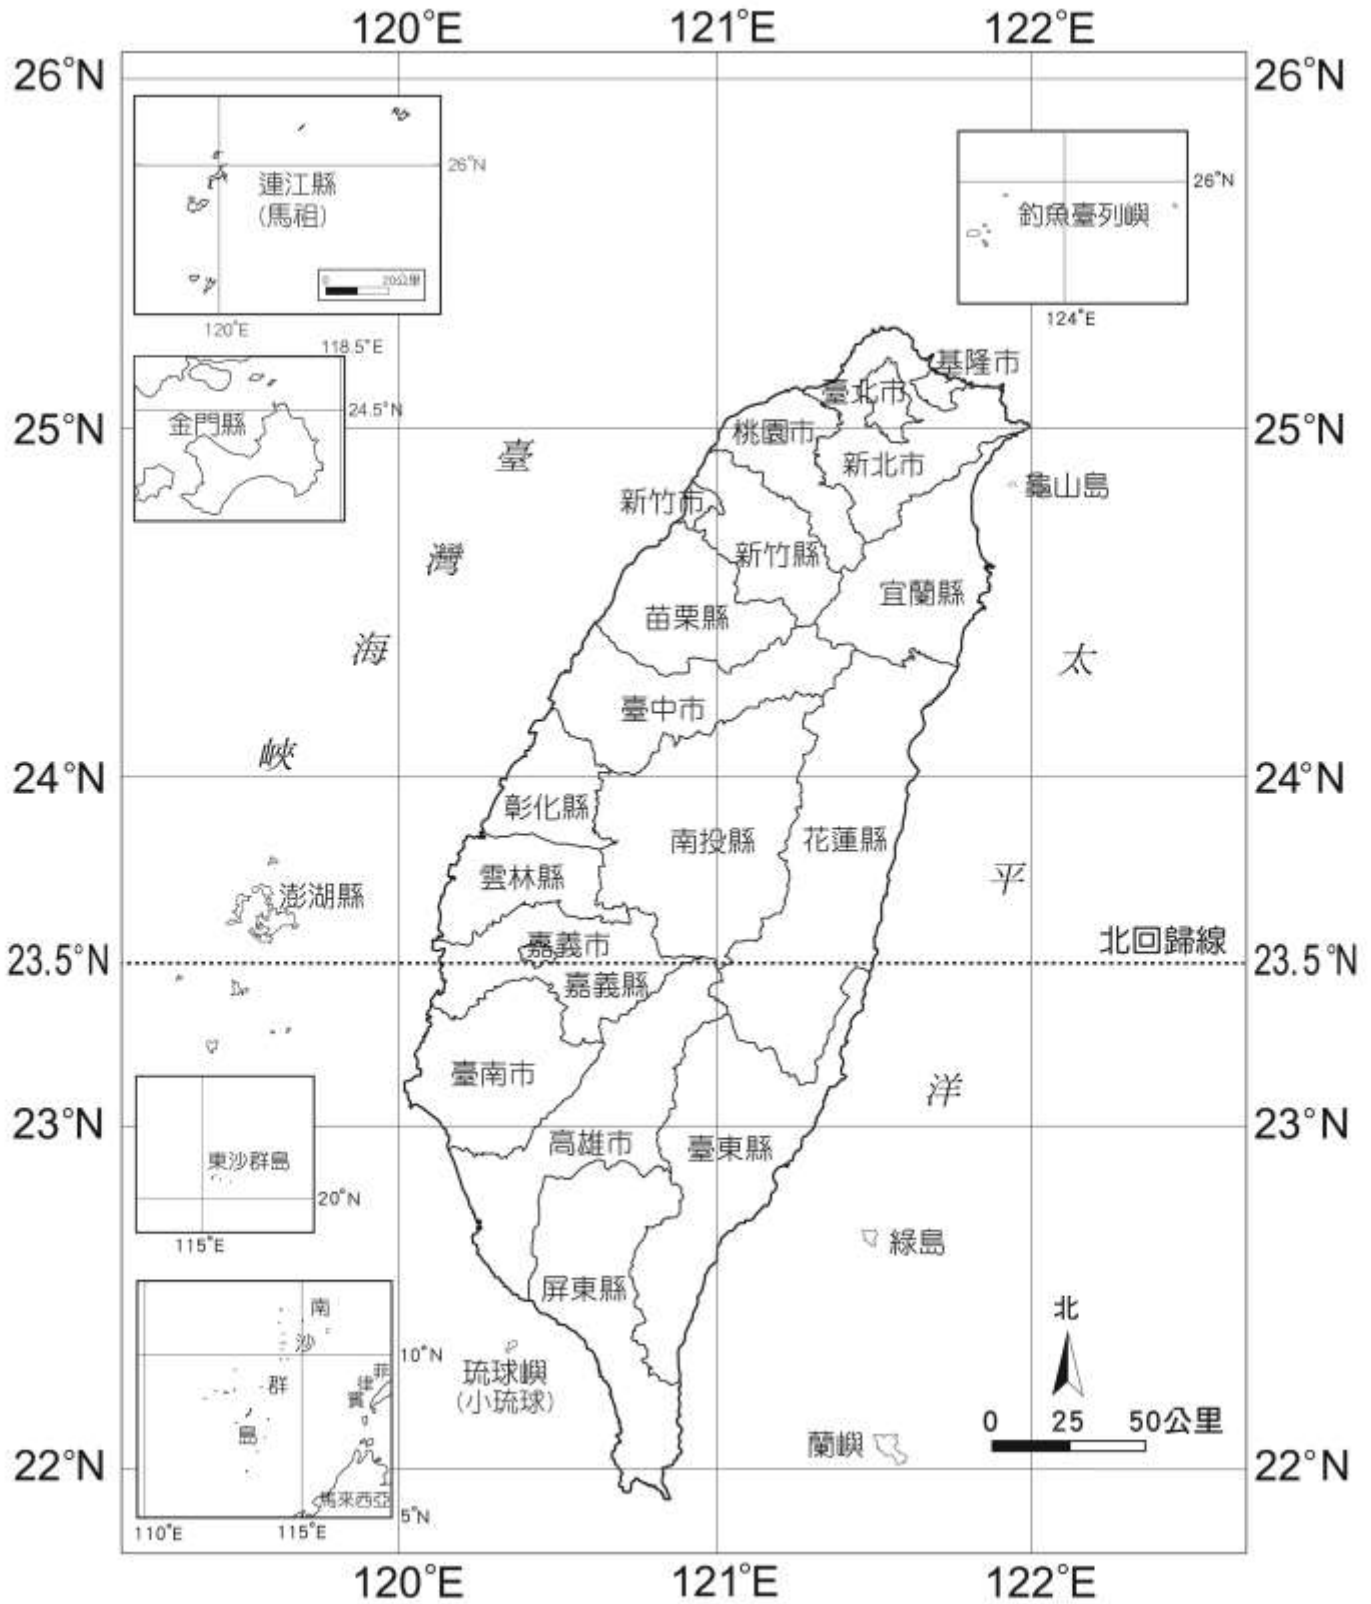 120°E
121°E
122°E
26°N
26°N
連江縣
(馬祖)
26°N
0
20公里
120°E
26°N
釣魚臺列嶼
124°E
118.5°E
24.5°N
金門縣
25°N
25°N
基隆市
臺北市
桃園市
新北市
龜山島
新竹市
新竹縣
宜蘭縣
苗栗縣
臺中市
臺
灣
海
峽
太
平
洋
24°N
24°N
彰化縣
南投縣
花蓮縣
雲林縣
澎湖縣
北回歸線
嘉義市
23.5°N
23.5°N
嘉義縣
臺南市
23°N
23°N
高雄市
臺東縣
東沙群島
20°N
115°E
綠島
屏東縣
琉球嶼
(小琉球)
蘭嶼
南
沙
群
島
10°N
菲
律
賓
馬來西亞
5°N
110°E
115°E
北
0
25
50公里
22°N
22°N
120°E
121°E
122°E